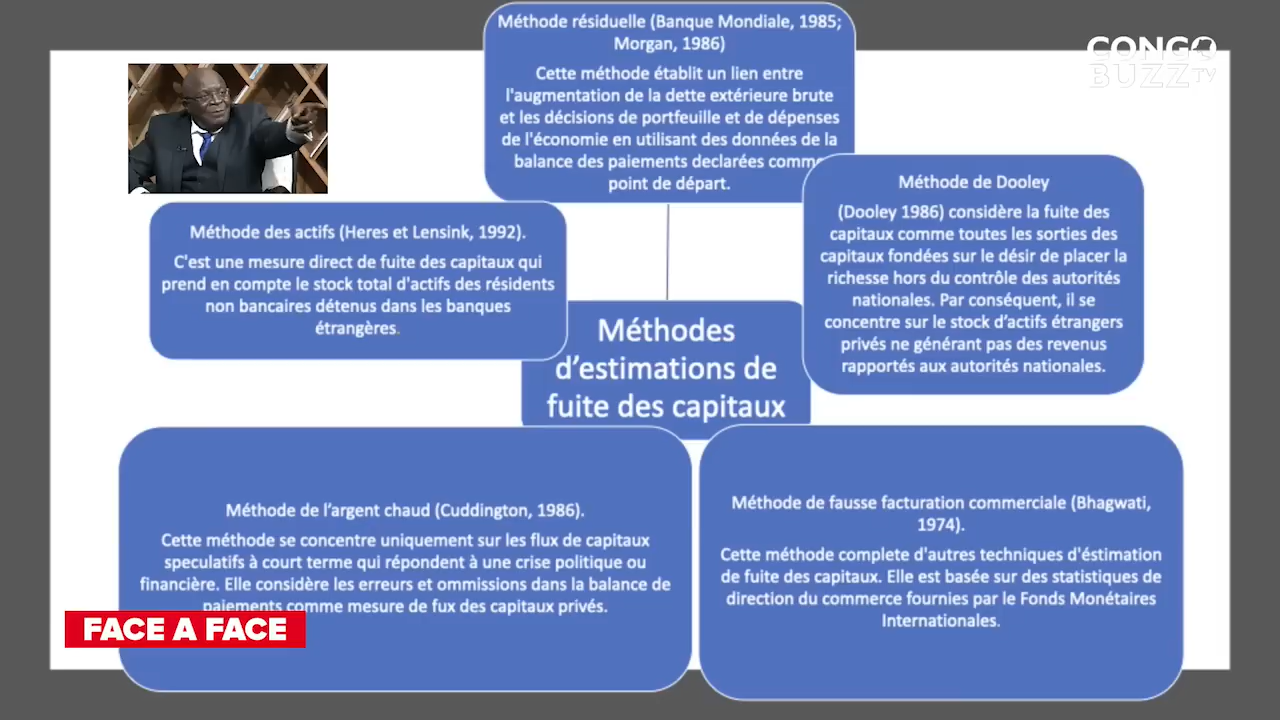 Méthode résiduelle (Banque Mondiale, 1985;
Morgan, 1986)
Cette méthode établit un lien entre
l'augmentation de la dette extérieure brute
et les décisions de portfeuille et de dépenses
de l'économie en utilisant des données de la
balance des paiements declarées comme
point de départ.
CONGO
BUZZ TV
Méthode des actifs (Heres et Lensink, 1992).
C'est une mesure direct de fuite des capitaux qui
prend en compte le stock total d'actifs des résidents
non bancaires détenus dans les banques
étrangères.
Méthode de Dooley
(Dooley 1986) considère la fuite des
capitaux comme toutes les sorties des
capitaux fondées sur le désir de placer la
richesse hors du contrôle des autorités
nationales. Par conséquent, il se
concentre sur le stock d’actifs étrangers
privés ne générant pas des revenus
rapportés aux autorités nationales.
Méthodes
d’estimations de
fuite des capitaux
Méthode de l’argent chaud (Cuddington, 1986).
Cette méthode se concentre uniquement sur les flux de capitaux
speculatifs à court terme qui répondent à une crise politique ou
financière. Elle considère les erreurs et ommissions dans la balance de
paiements comme mesure de fux des capitaux privés.
Méthode de fausse facturation commerciale (Bhagwati,
1974).
Cette méthode complete d'autres techniques d'éstimation
de fuite des capitaux. Elle est basée sur des statistiques de
direction du commerce fournies par le Fonds Monétaires
Internationales.
FACE A FACE